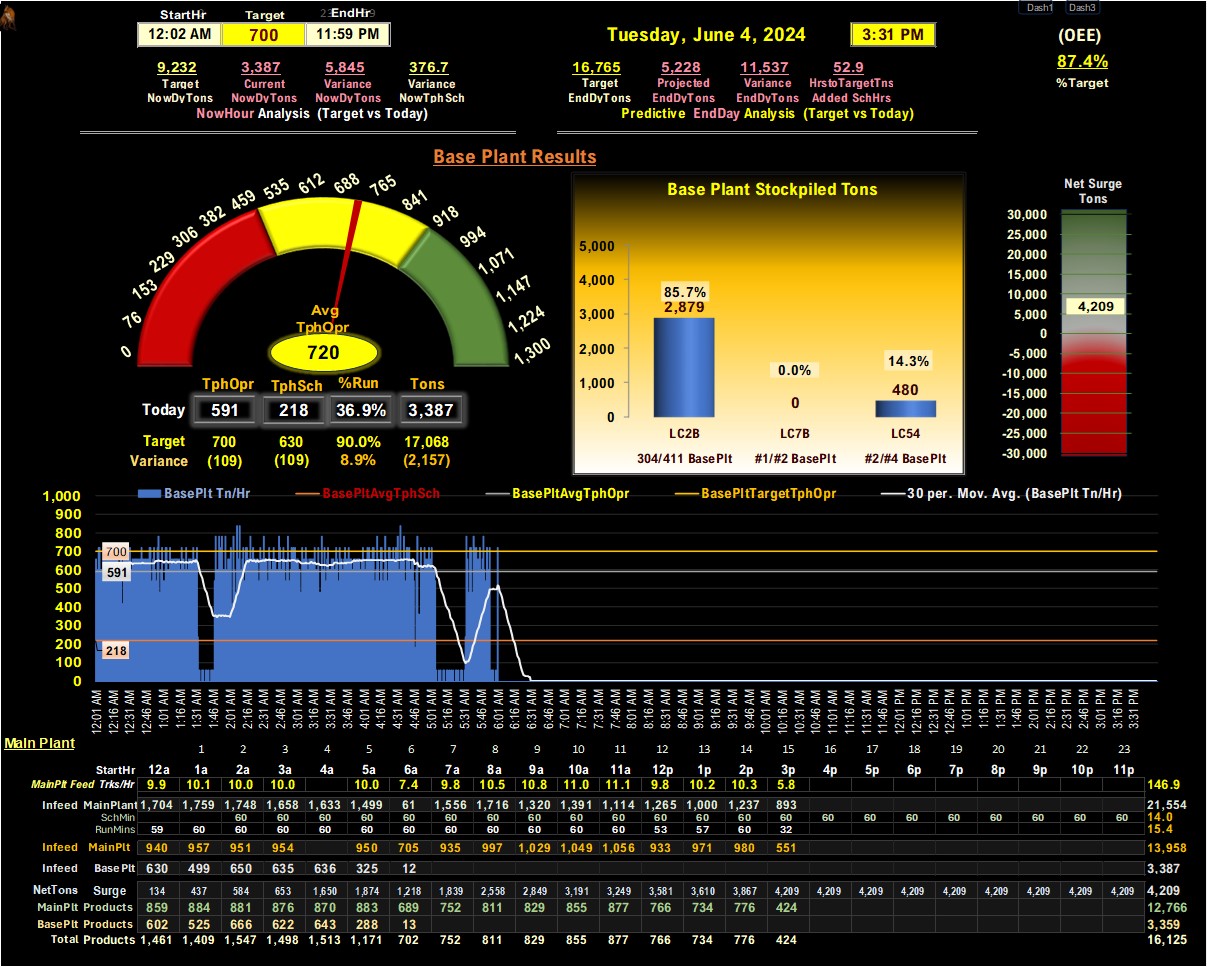 StartHr Target EndHr Dash1 Dash3
12:02 AM 700 11:59 PM Tuesday, June 4, 2024 3:31 PM (OEE)
9,232 3,387 5,845 376.7 16,765 5,228 11,537 52.9 87.4%
Target Current Variance Variance Target Projected Variance HrstoTargetTns %Target
NowDyTons NowDyTons NowDyTons NowTphSch EndDyTons EndDyTons EndDyTons Added SchHrs
NowHour Analysis (Target vs Today) Predictive EndDay Analysis (Target vs Today)
Base Plant Results
0 76 153 229 306 382 459 535 612 688 765 841 918 994 1,071 1,147 1,224 1,300
Avg
TphOpr
720
TphOpr TphSch %Run Tons
Today 591 218 36.9% 3,387
Target 700 630 90.0% 17,068
Variance (109) (109) 8.9% (2,157)
Base Plant Stockpiled Tons
5,000
4,000
3,000
2,000
1,000
0
85.7% 0.0% 14.3%
2,879 0 480
LC2B LC7B LC54
304/411 BasePlt #1/#2 BasePlt #2/#4 BasePlt
Net Surge
Tons
30,000
25,000
20,000
15,000
10,000
5,000
0
-5,000
-10,000
-15,000
-20,000
-25,000
-30,000
4,209
BasePlt Tn/Hr BasePltAvgTphSch BasePltAvgTphOpr BasePltTargetTphOpr 30 per. Mov. Avg. (BasePlt Tn/Hr)
1,000
900
800
700
600
500
400
300
200
100
0
700
591
218
12:01 AM 12:16 AM 12:31 AM 12:46 AM 1:01 AM 1:16 AM 1:31 AM 1:46 AM 2:01 AM 2:16 AM 2:31 AM 2:46 AM 3:01 AM 3:16 AM 3:31 AM 3:46 AM 4:01 AM 4:16 AM 4:31 AM 4:46 AM 5:01 AM 5:16 AM 5:31 AM 5:46 AM 6:01 AM 6:16 AM 6:31 AM 6:46 AM 7:01 AM 7:16 AM 7:31 AM 7:46 AM 8:01 AM 8:16 AM 8:31 AM 8:46 AM 9:01 AM 9:16 AM 9:31 AM 9:46 AM 10:01 AM 10:16 AM 10:31 AM 10:46 AM 11:01 AM 11:16 AM 11:31 AM 11:46 AM 12:01 PM 12:16 PM 12:31 PM 12:46 PM 1:01 PM 1:16 PM 1:31 PM 1:48 PM 2:01 PM 2:18 PM 2:31 PM 2:46 PM 3:01 PM 3:16 PM 3:31 PM
Main Plant
1 2 3 4 5 6 7 8 9 10 11 12 13 14 15 16 17 18 19 20 21 22 23
StartHr 12a 1a 2a 3a 4a 5a 6a 7a 8a 9a 10a 11a 12p 1p 2p 3p 4p 5p 6p 7p 8p 9p 10p 11p
MainPlt Feed Trks/Hr 9.9 10.1 10.0 10.0 10.0 7.4 9.8 10.5 10.8 11.0 11.1 9.8 10.2 10.3 5.8 146.9
Infeed MainPlant 1,704 1,759 1,748 1,658 1,633 1,499 61 1,556 1,716 1,320 1,391 1,114 1,265 1,000 1,237 893 21,554
SchMin 60 60 60 60 60 60 60 60 60 60 60 60 60 60 60 60 60 60 60 60 60 60 14.0
RunMins 59 60 60 60 60 60 60 60 60 60 60 60 53 57 60 32 15.4
Infeed MainPlt 940 957 951 954 950 705 935 997 1,029 1,049 1,056 933 971 980 551 13,958
Infeed BasePlt 630 499 650 635 636 325 12 3.387
NetTons Surge 134 437 584 653 1,650 1,874 1,218 1,839 2,558 2,849 3,191 3,249 3,581 3,610 3,867 4,209 4,209 4,209 4,209 4,209 4,209 4,209 4,209 4,209 4,209
MainPlt Products 859 884 881 876 870 883 689 752 811 829 855 877 766 734 776 424 12,766
BasePlt Products 602 525 666 622 643 288 13 3,359
Total Products 1,461 1,409 1,547 1,498 1,513 1,171 702 752 811 829 855 877 766 734 776 424 16,125